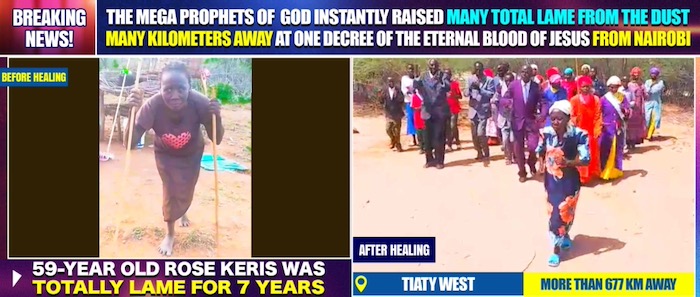 BREAKING
NEWS!
THE MEGA PROPHETS OF GOD INSTANTLY RAISED MANY TOTAL LAME FROM THE DUST
MANY KILOMETERS AWAY AT ONE DECREE OF THE ETERNAL BLOOD OF JESUS FROM NAIROBI
BEFORE HEALING
59-YEAR OLD ROSE KERIS WAS
TOTALLY LAME FOR 7 YEARS
AFTER HEALING
TIATY WEST
MORE THAN 677 KM AWAY